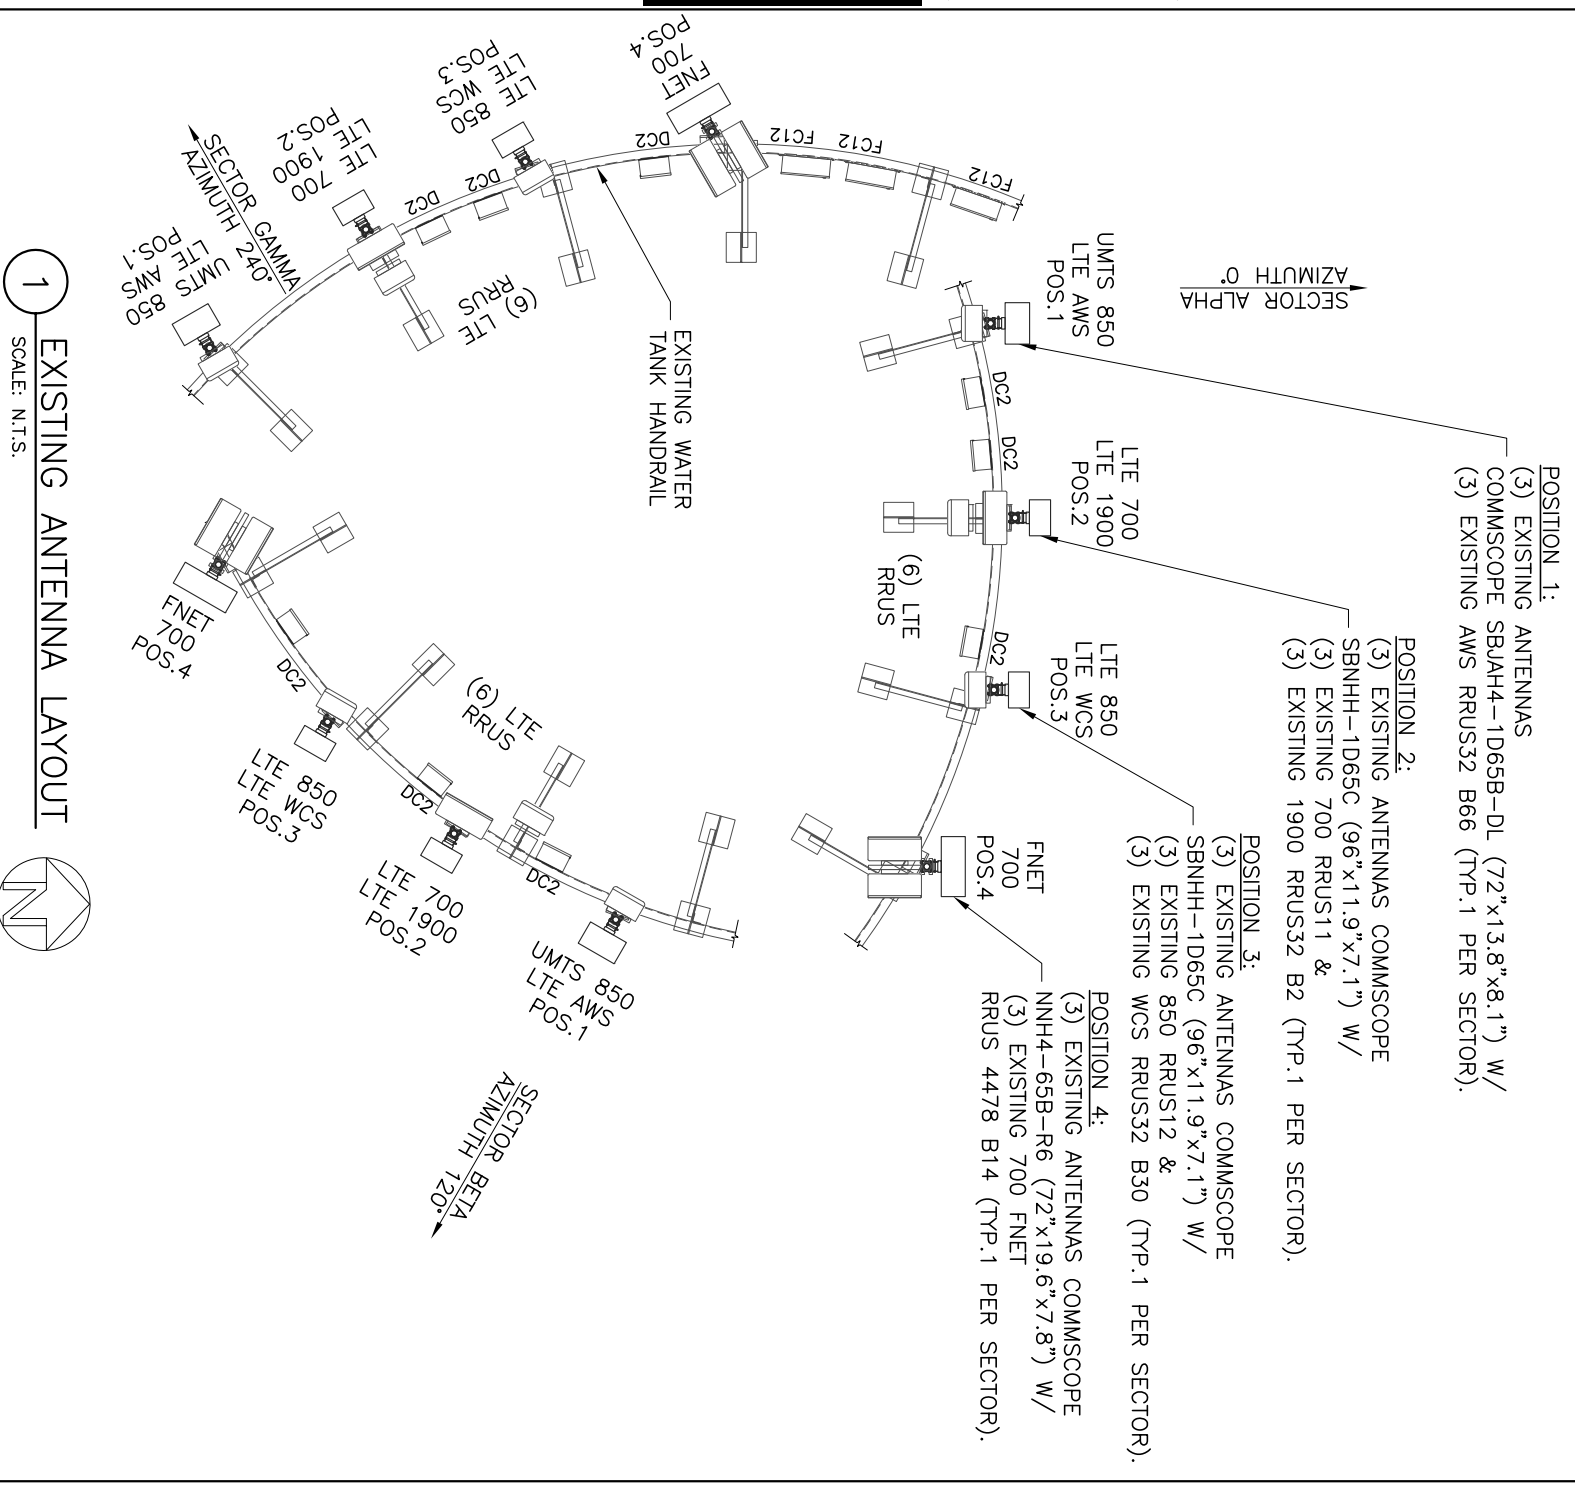 POSITION 1:
(3) EXISTING ANTENNAS
COMMSCOPE SBJAH4-1D65B-DL (72"x13.8"x8.1") W/
(3) EXISTING AWS RRUS32 B66 (TYP.1 PER SECTOR).
POSITION 2:
(3) EXISTING ANTENNAS COMMSCOPE
SBNHH-1D65C (96"x11.9"x7.1") W/
(3) EXISTING 700 RRUS11 &
(3) EXISTING 1900 RRUS32 B2 (TYP.1 PER SECTOR).
POSITION 3:
(3) EXISTING ANTENNAS COMMSCOPE
SBNHH-1D65C (96"x11.9"x7.1") W/
(3) EXISTING 850 RRUS12 &
(3) EXISTING WCS RRUS32 B30 (TYP.1 PER SECTOR).
POSITION 4:
(3) EXISTING ANTENNAS COMMSCOPE
NNH4-65B-R6 (72"x19.6"x7.8") W/
(3) EXISTING 700 FNET
RRUS 4478 B14 (TYP.1 PER SECTOR).
SECTOR ALPHA
AZIMUTH 0°
UMTS 850
LTE AWS
POS.1
DC2
DC2
LTE 700
LTE 1900
POS.2
(6) LTE
RRUS
DC2
LTE 850
LTE WCS
POS.3
FNET
700
POS.4
FC12
FC12
FC12
FNET
700
POS.4
DC2
LTE 850
LTE WCS
POS.3
DC2
DC2
LTE 700
LTE 1900
POS.2
(6) LTE
RRUS
SECTOR GAMMA
AZIMUTH 240°
UMTS 850
LTE AWS
POS.1
EXISTING WATER
TANK HANDRAIL
UMTS 850
LTE AWS
POS.1
DC2
LTE 700
LTE 1900
POS.2
DC2
(6) LTE
RRUS
LTE 850
LTE WCS
POS.3
DC2
FNET
700
POS.4
SECTOR BETA
AZIMUTH 120°
1
EXISTING ANTENNA LAYOUT
SCALE: N.T.S.
N